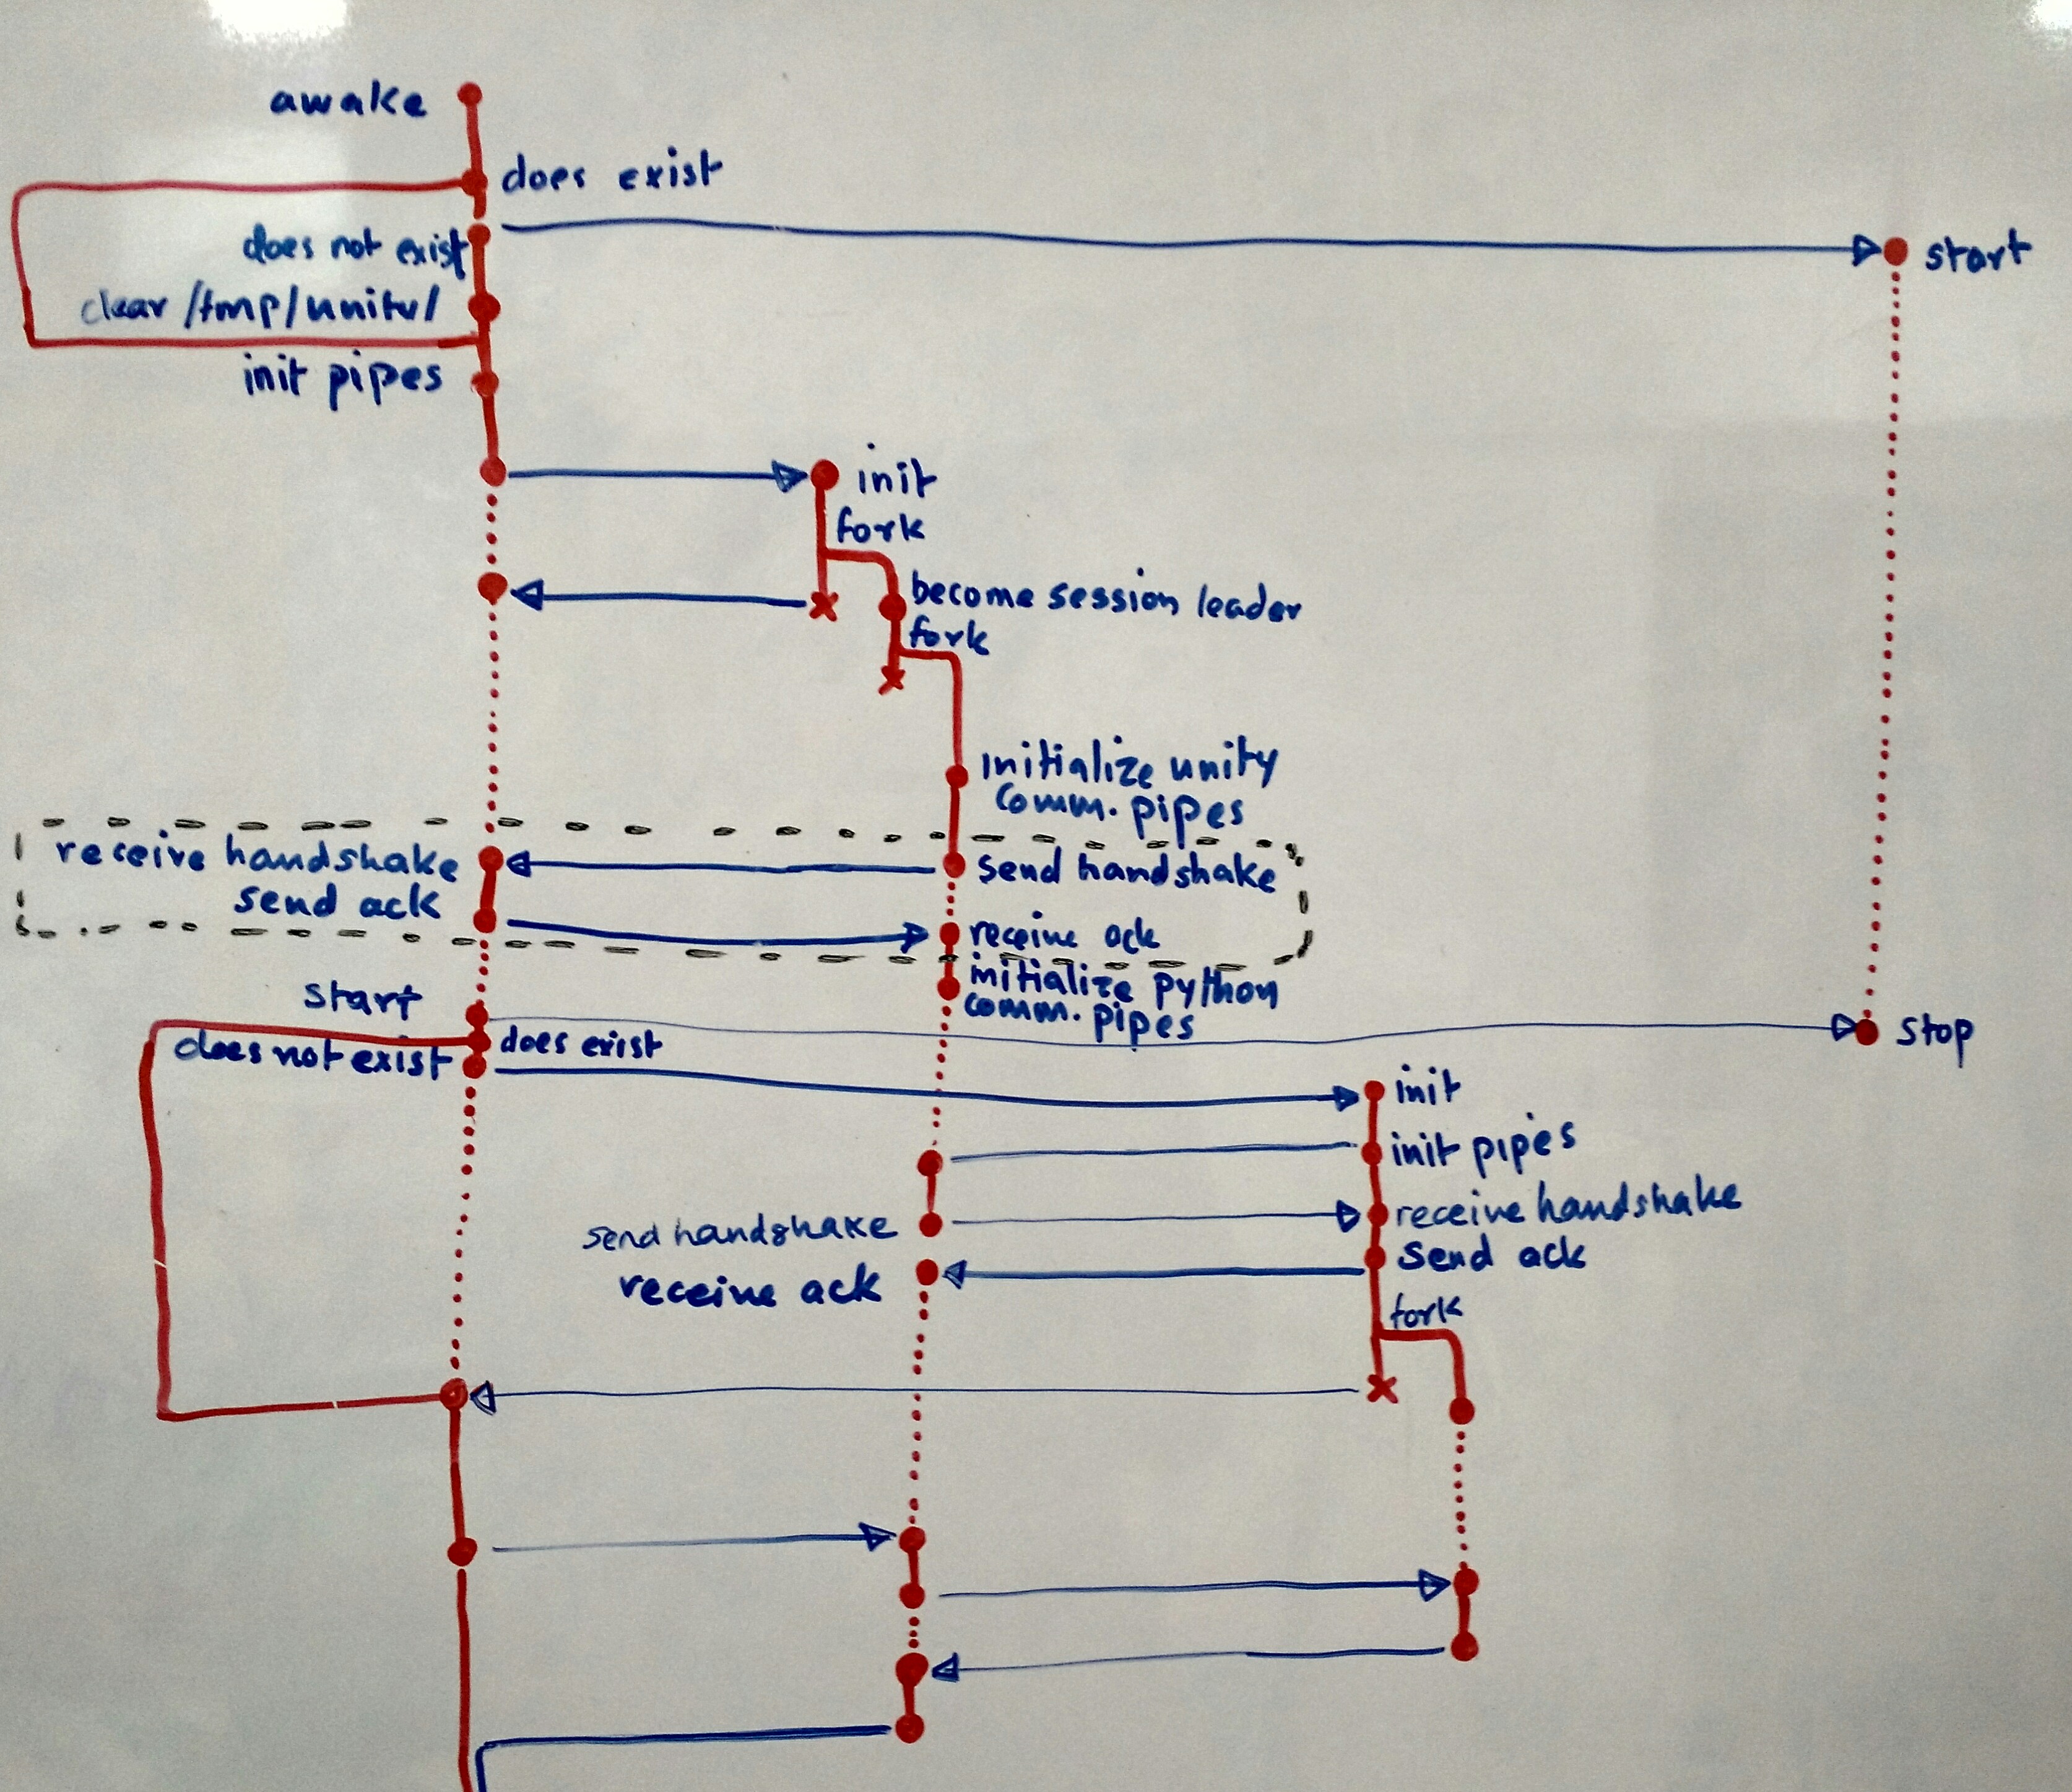 awake
does exist
does not exist
start
clear /tmp/unity/
init pipes
init
fork
become session leader
fork
Initialize unity
comm. pipes
receive handshake
send handshake
send ack
receive ack
initialize python
comm. pipes
start
does not exist
does exist
stop
init
init pipes
receive handshake
send handshake
send ack
receive ack
fork